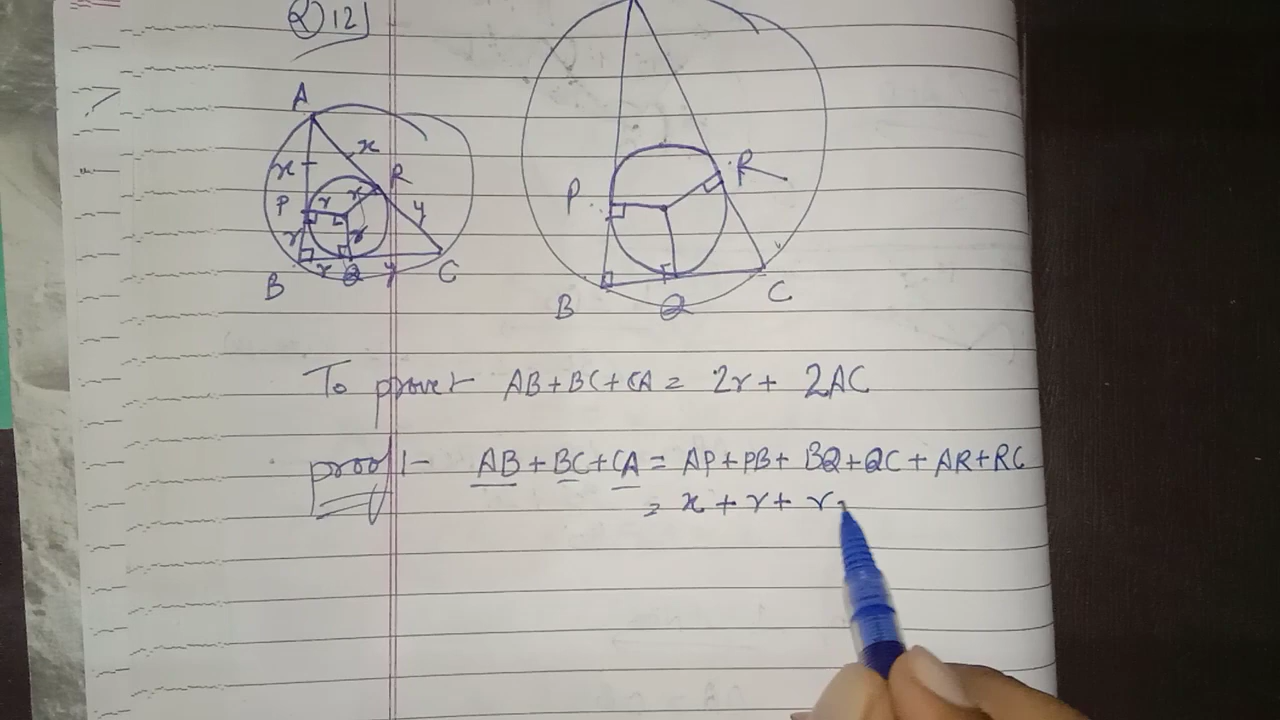 Q 12
A
x
x
R
P
r
r
y
r
r
B
r
Q
y
C
P
R
B
Q
C
To prove:- AB+BC+CA = 2r + 2AC
proof:- AB+BC+CA = AP+PB+ BQ+QC+AR+RC
= x + r + r